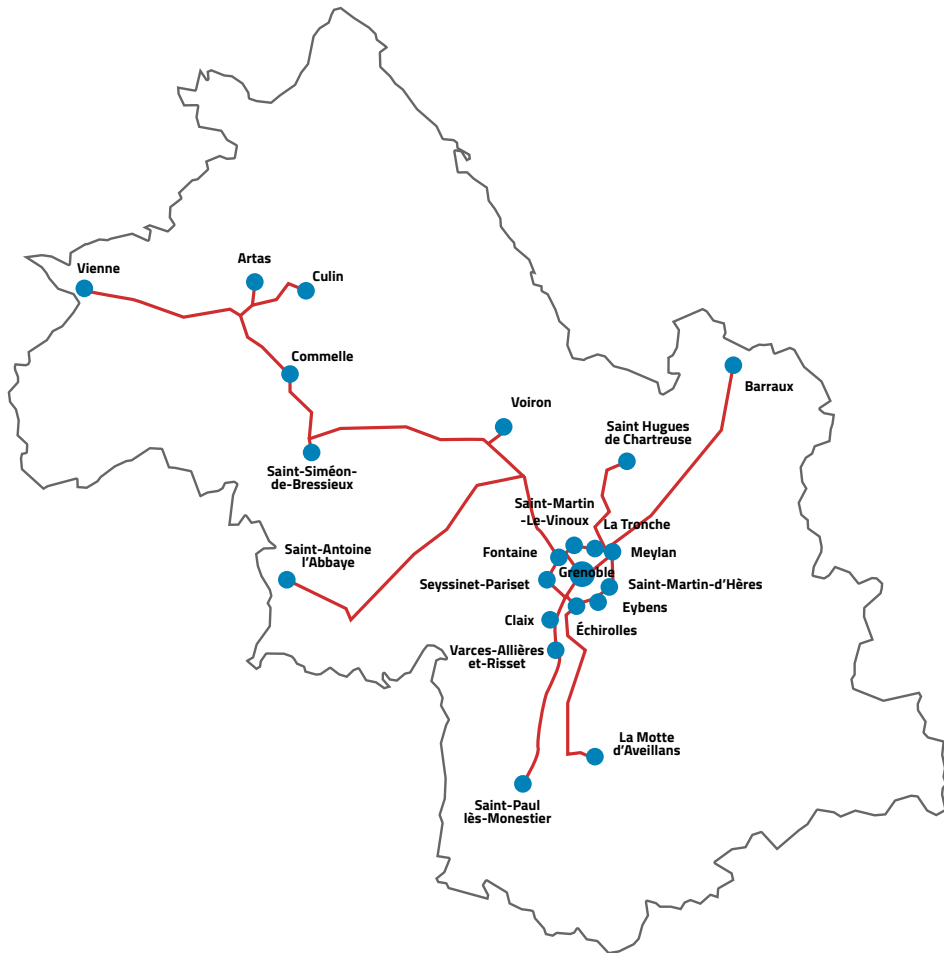 Artas
Vienne
Culin
Commelle
Barraux
Voiron
Saint Hugues
de Chartreuse
Saint-Siméon-
de-Bressieux
Saint-Martin
-Le-Vinoux
La Tronche
Saint-Antoine
l'Abbaye
Fontaine
Meylan
Grenoble
Seyssinet-Pariset
Saint-Martin-d'Hères
Eybens
Claix
Échirolles
Varces-Allières
et-Risset
La Motte
d'Aveillans
Saint-Paul
lès-Monestier